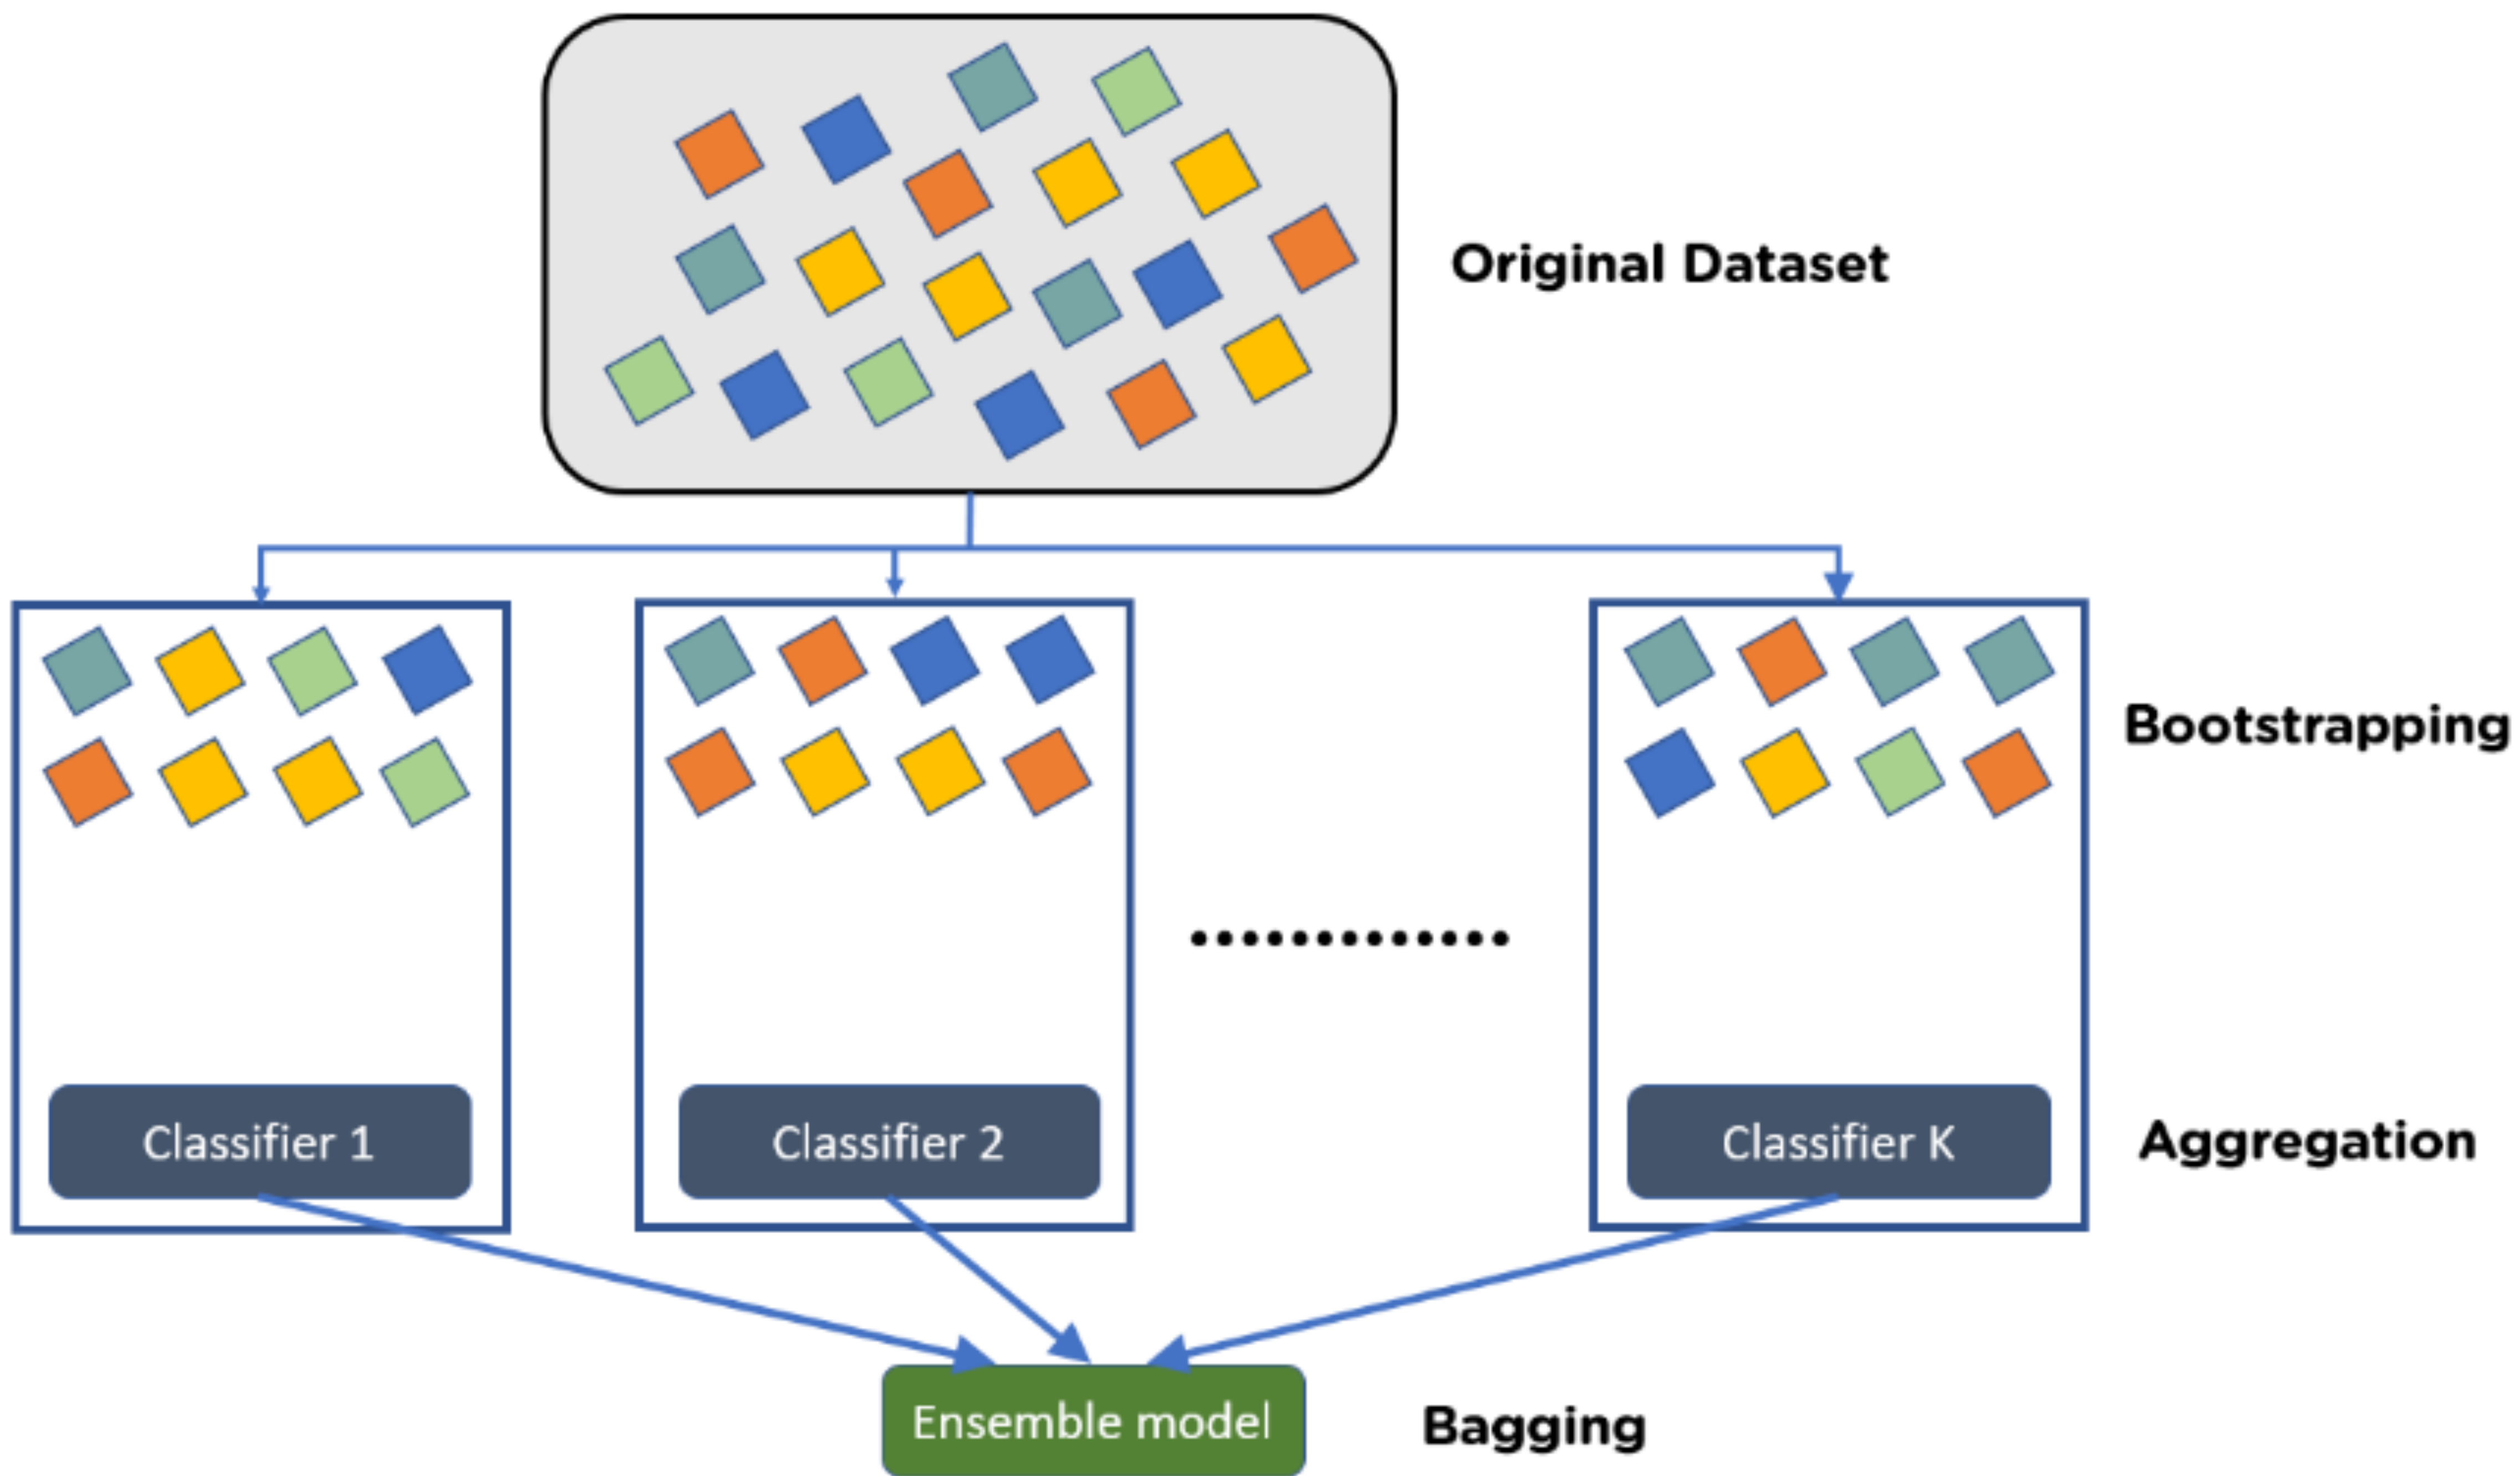 Original Dataset
Bootstrapping
Classifier 1
Classifier 2
Classifier K
Aggregation
Ensemble model
Bagging